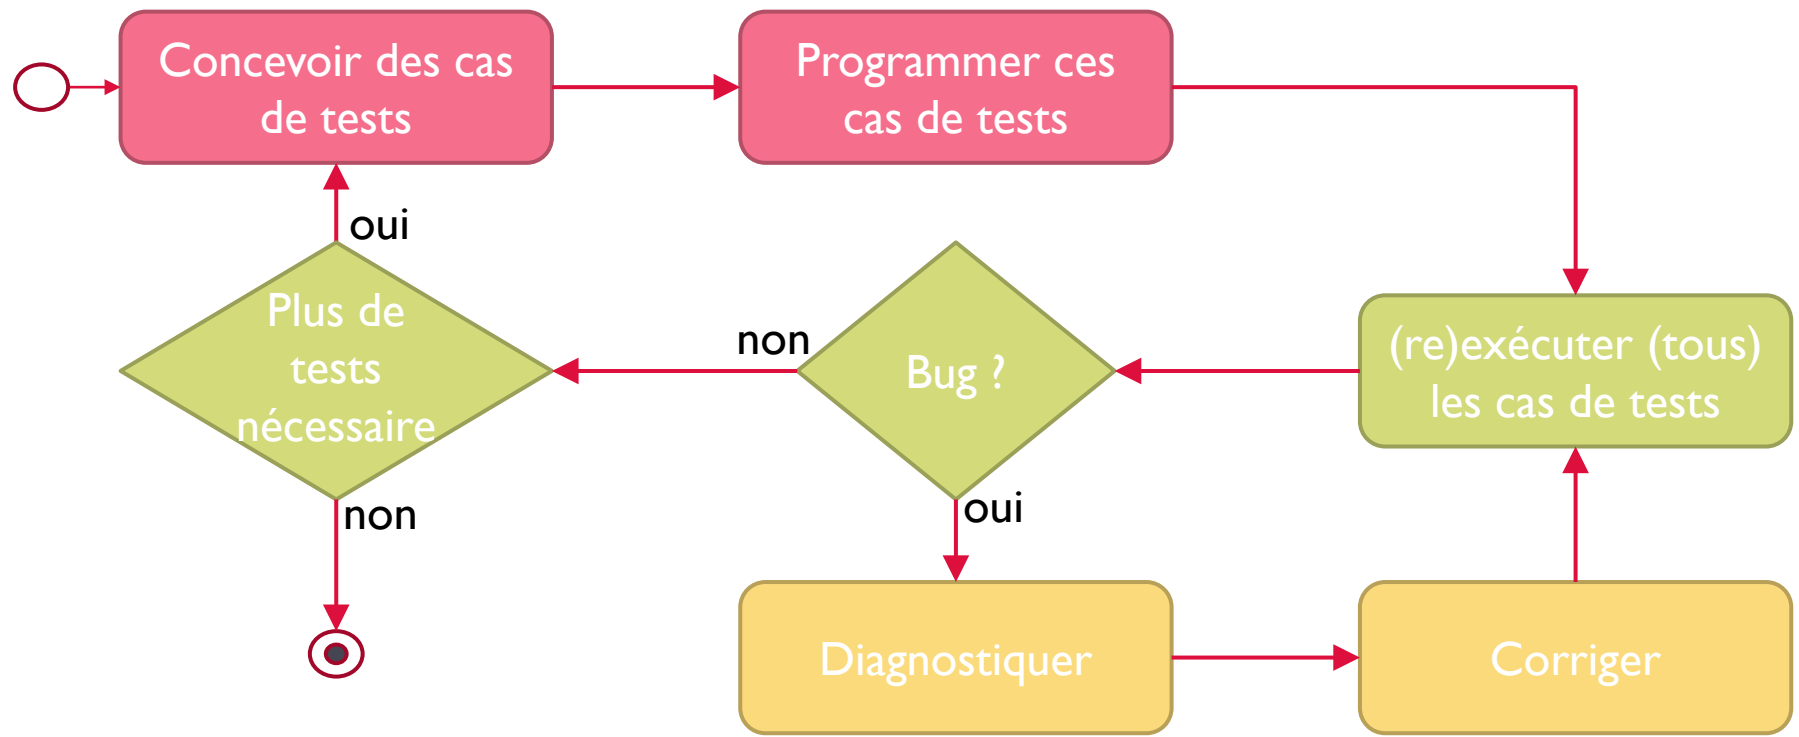 Concevoir des cas
de tests
Programmer ces
cas de tests
oui
Plus de
tests
nécessaire
non
Bug ?
(re)exécuter (tous)
les cas de tests
non
oui
Diagnostiquer
Corriger